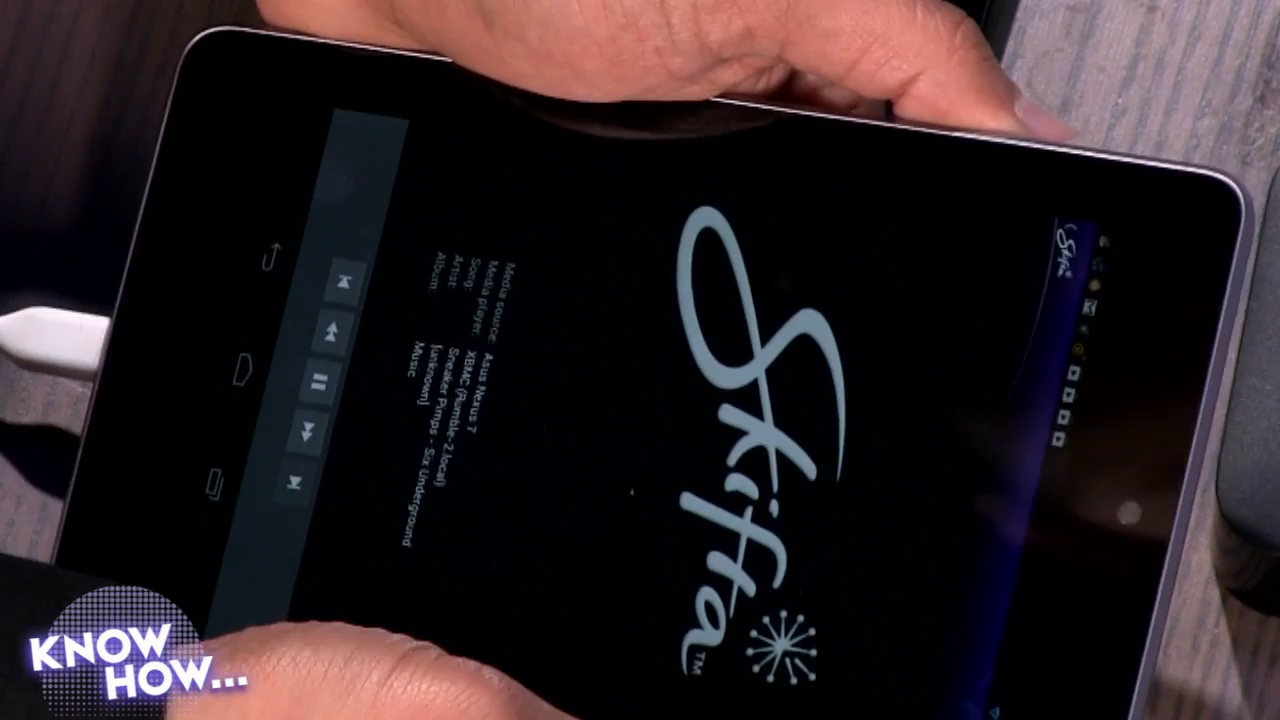 Skifta
Skifta™
Media source: Asus Nexus 7
Media player: XBMC (Rumble-2.local)
Song: Sneaker Pimps - Six Underground
Artist: [unknown]
Album: Music
KNOW
HOW...